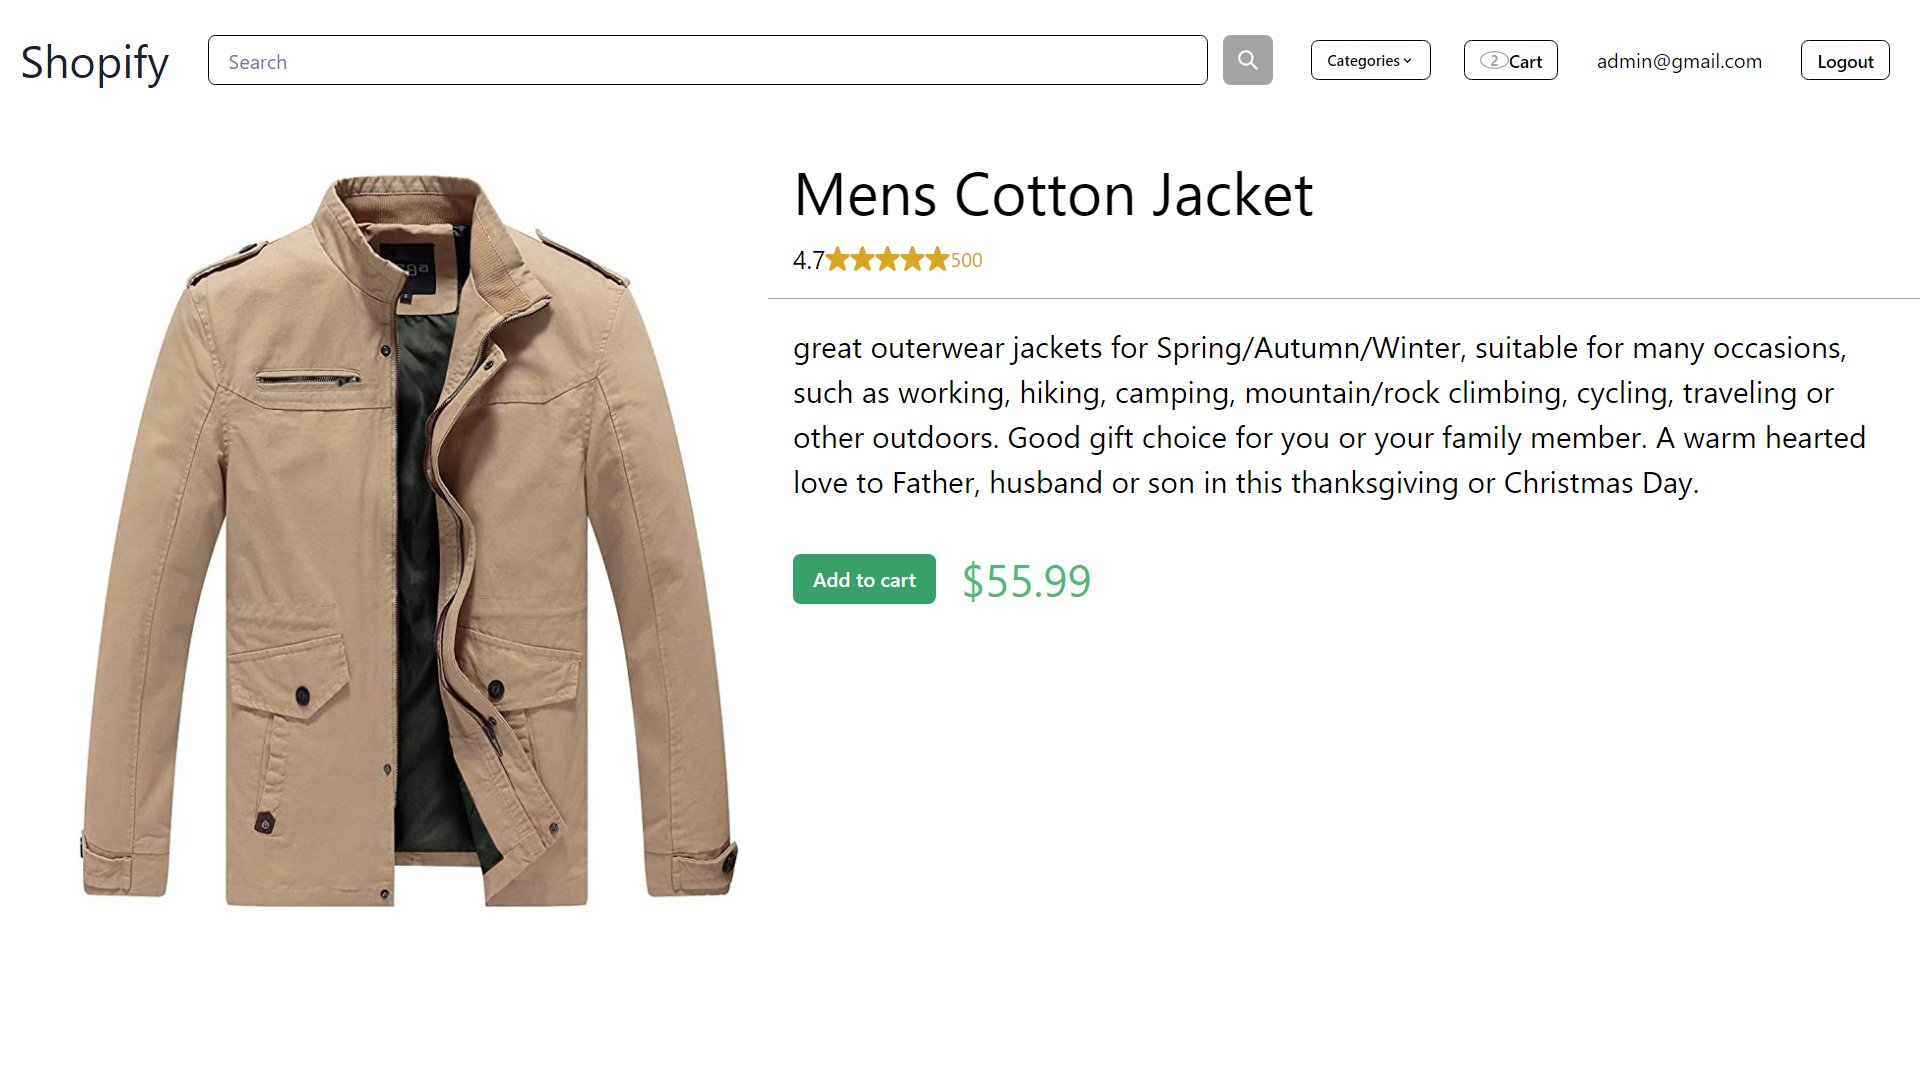 Shopify
Search
Categories
2 Cart
admin@gmail.com
Logout
Mens Cotton Jacket
4.7 500
great outerwear jackets for Spring/Autumn/Winter, suitable for many occasions,
such as working, hiking, camping, mountain/rock climbing, cycling, traveling or
other outdoors. Good gift choice for you or your family member. A warm hearted
love to Father, husband or son in this thanksgiving or Christmas Day.
Add to cart
$55.99